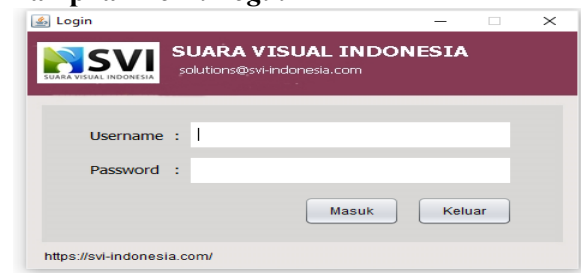 Login
SVI
SUARA VISUAL INDONESIA
SUARA VISUAL INDONESIA
solutions@svi-indonesia.com
Username :
Password :
Masuk
Keluar
https://svi-indonesia.com/